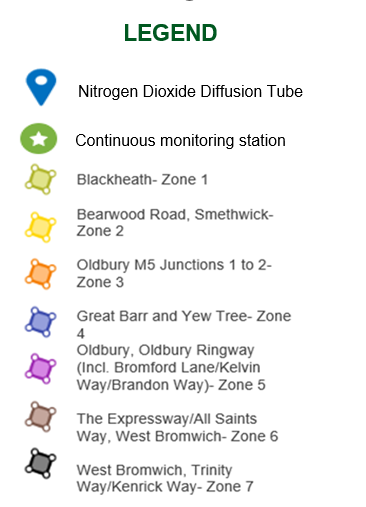 LEGEND
Nitrogen Dioxide Diffusion Tube
Continuous monitoring station
Blackheath- Zone 1
Bearwood Road, Smethwick-
Zone 2
Oldbury M5 Junctions 1 to 2-
Zone 3
Great Barr and Yew Tree- Zone
4
Oldbury, Oldbury Ringway
(Incl. Bromford Lane/Kelvin
Way/Brandon Way)- Zone 5
The Expressway/All Saints
Way, West Bromwich- Zone 6
West Bromwich, Trinity
Way/Kenrick Way- Zone 7